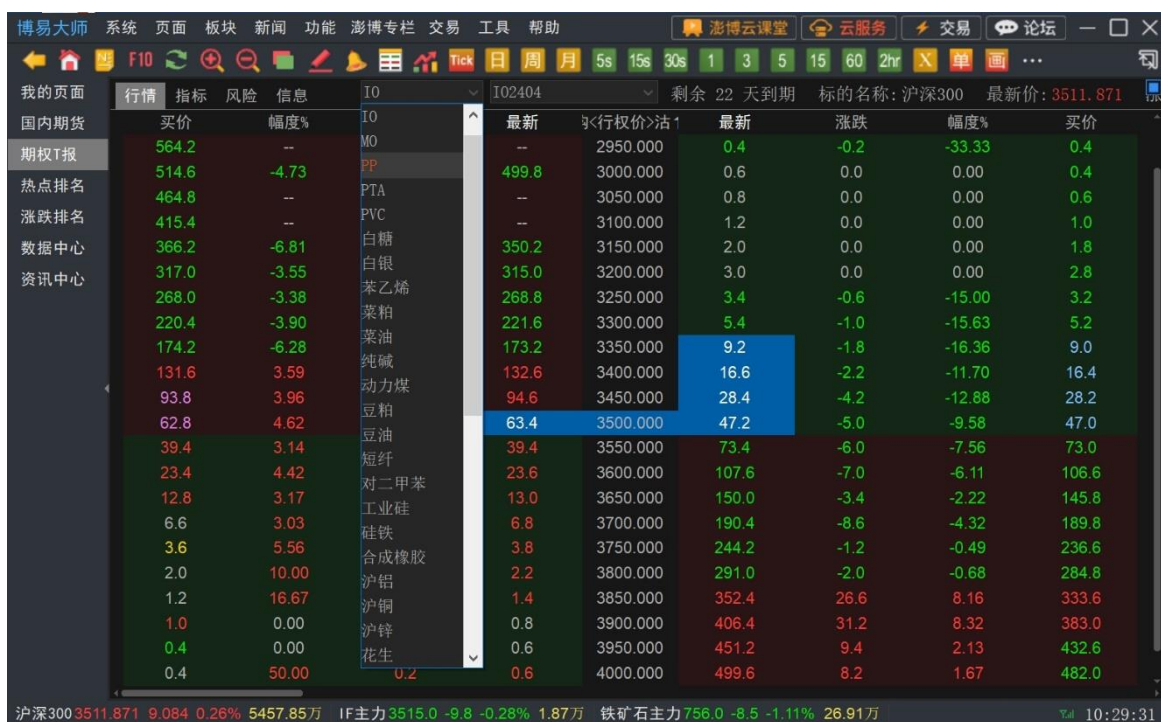 博易大师 系统 页面 板块 新闻 功能 澎博专栏 交易 工具 帮助 澎博云课堂 云服务 交易 论坛
F10 Tick 日 周 月 5s 15s 30s 1 3 5 15 60 2hr X 单 画 ...
我的页面 行情 指标 风险 信息 IO IO2404 剩余 22 天到期 标的名称:沪深300 最新价:3511.871
国内期货 买价 幅度% IO 最新 <行权价>沽 最新 涨跌 幅度% 买价
期权T报 564.2 -- MO -- 2950.000 0.4 -0.2 -33.33 0.4
514.6 -4.73 PP 499.8 3000.000 0.6 0.0 0.00 0.4
热点排名 464.8 -- PTA -- 3050.000 0.8 0.0 0.00 0.6
涨跌排名 415.4 -- PVC -- 3100.000 1.2 0.0 0.00 1.0
数据中心 366.2 -6.81 白糖 350.2 3150.000 2.0 0.0 0.00 1.8
资讯中心 317.0 -3.55 白银 315.0 3200.000 3.0 0.0 0.00 2.8
268.0 -3.38 苯乙烯 268.8 3250.000 3.4 -0.6 -15.00 3.2
220.4 -3.90 菜粕 221.6 3300.000 5.4 -1.0 -15.63 5.2
174.2 -6.28 菜油 173.2 3350.000 9.2 -1.8 -16.36 9.0
131.6 3.59 纯碱 132.6 3400.000 16.6 -2.2 -11.70 16.4
93.8 3.96 动力煤 94.6 3450.000 28.4 -4.2 -12.88 28.2
62.8 4.62 豆粕 63.4 3500.000 47.2 -5.0 -9.58 47.0
39.4 3.14 豆油 39.4 3550.000 73.4 -6.0 -7.56 73.0
23.4 4.42 短纤 23.6 3600.000 107.6 -7.0 -6.11 106.6
12.8 3.17 对二甲苯 13.0 3650.000 150.0 -3.4 -2.22 145.8
6.6 3.03 工业硅 6.8 3700.000 190.4 -8.6 -4.32 189.8
3.6 5.56 硅铁 3.8 3750.000 244.2 -1.2 -0.49 236.6
2.0 10.00 合成橡胶 2.2 3800.000 291.0 -2.0 -0.68 284.8
1.2 16.67 沪铝 1.4 3850.000 352.4 26.6 8.16 333.6
1.0 0.00 沪铜 0.8 3900.000 406.4 31.2 8.32 383.0
0.4 0.00 沪锌 0.6 3950.000 451.2 9.4 2.13 432.6
花生
0.4 50.00 0.2 0.6 4000.000 499.6 8.2 1.67 482.0
沪深300 3511.871 9.084 0.26% 5457.85万 IF主力 3515.0 -9.8 -0.28% 1.87万 铁矿石主力 756.0 -8.5 -1.11% 26.91万 10:29:31